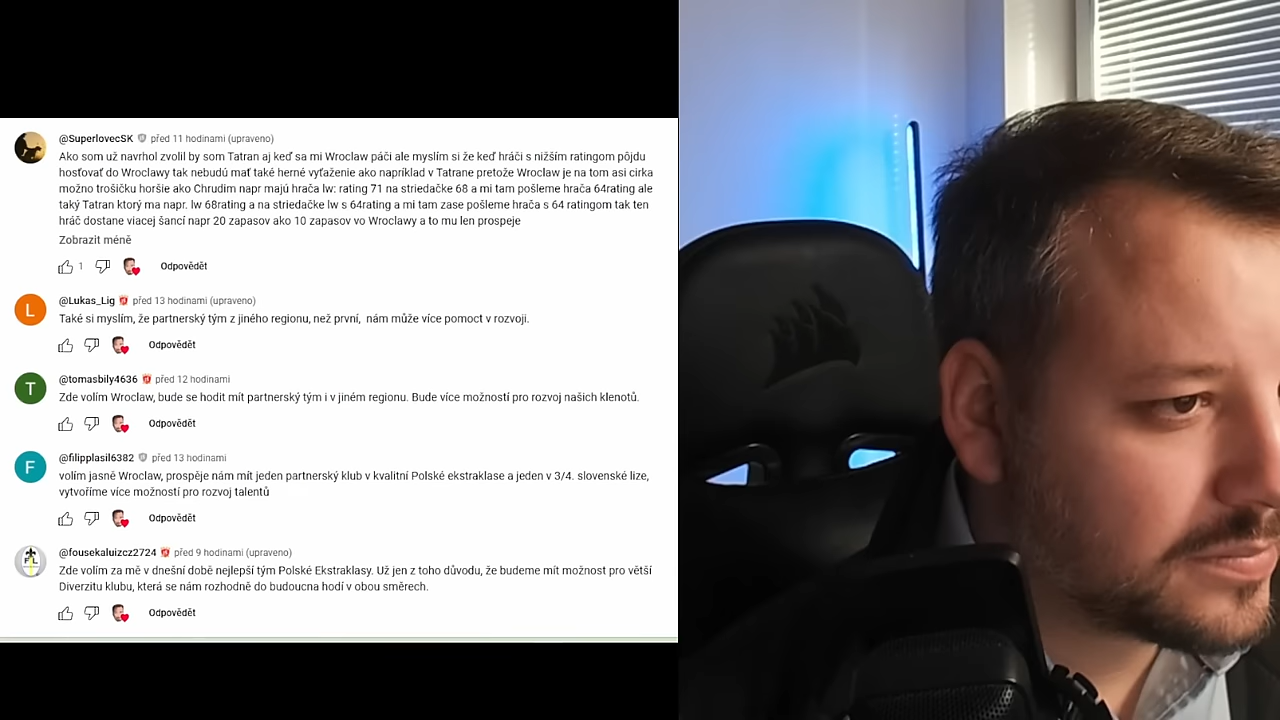 @SuperlovecSK před 11 hodinami (upraveno)
Ako som už navrhol zvolil by som Tatran aj keď sa mi Wroclaw páči ale myslím si že keď hráči s nižším ratingom pôjdu
hosťovať do Wroclawy tak nebudú mať také herné vyťaženie ako napríklad v Tatrane pretože Wroclaw je na tom asi cirka
možno trošičku horšie ako Chrudim napr majú hráča lw: rating 71 na striedačke 68 a mi tam pošleme hrača 64rating ale
taký Tatran ktorý ma napr. lw 68rating a na striedačke lw s 64rating a mi tam zase pošleme hrača s 64 ratingom tak ten
hráč dostane viacej šancí napr 20 zapasov ako 10 zapasov vo Wroclawy a to mu len prospeje
Zobrazit méně
1 Odpovědět
@Lukas_Lig před 13 hodinami (upraveno)
L
Také si myslím, že partnerský tým z jiného regionu, než první, nám může více pomoct v rozvoji.
Odpovědět
@tomasbily4636 před 12 hodinami
T
Zde volím Wroclaw, bude se hodit mít partnerský tým i v jiném regionu. Bude více možností pro rozvoj našich klenotů.
Odpovědět
@filipplasil6382 před 13 hodinami
F
volím jasně Wroclaw, prospěje nám mít jeden partnerský klub v kvalitní Polské ekstraklase a jeden v 3/4. slovenské lize,
vytvoříme více možností pro rozvoj talentů
Odpovědět
@fousekaluizcz2724 před 9 hodinami (upraveno)
FL
Zde volím za mě v dnešní době nejlepší tým Polské Ekstraklasy. Už jen z toho důvodu, že budeme mít možnost pro větší
Diverzitu klubu, která se nám rozhodně do budoucna hodí v obou směrech.
Odpovědět